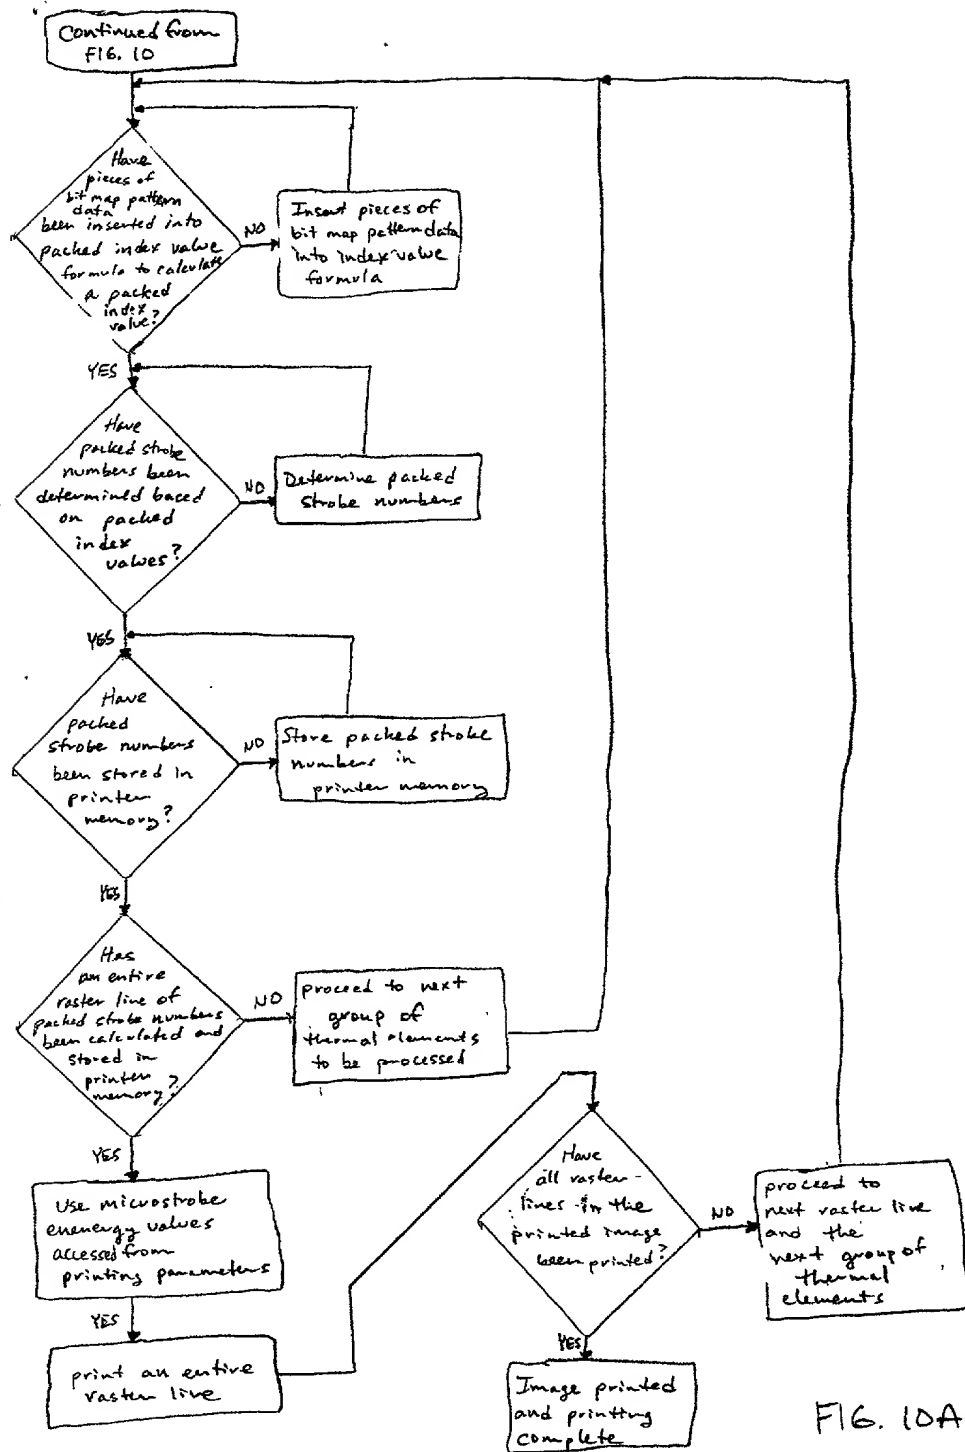 Continued from
FIG. 10
Have
pieces of
bit map pattern
data
been inserted into
packed index value
formula to calculate
a packed
index
value?
NO
Insert pieces of
bit map pattern data
into index value
formula
YES
Have
packed strobe
numbers been
determined based
on packed
index
values?
NO
Determine packed
strobe numbers
YES
Have
packed
strobe numbers
been stored in
printer
memory?
NO
Store packed strobe
numbers in
printer memory
YES
Has
an entire
raster line of
packed strobe numbers
been calculated and
stored in
printer
memory?
NO
proceed to next
group of
thermal elements
to be processed
YES
Use microstrobe
enenergy values
accessed from
printing parameters
YES
print an entire
raster line
Have
all raster
lines in the
printed image
been printed?
NO
proceed to
next raster line
and the
next group of
thermal
elements
YES
Image printed
and printing
complete
FIG. 10A